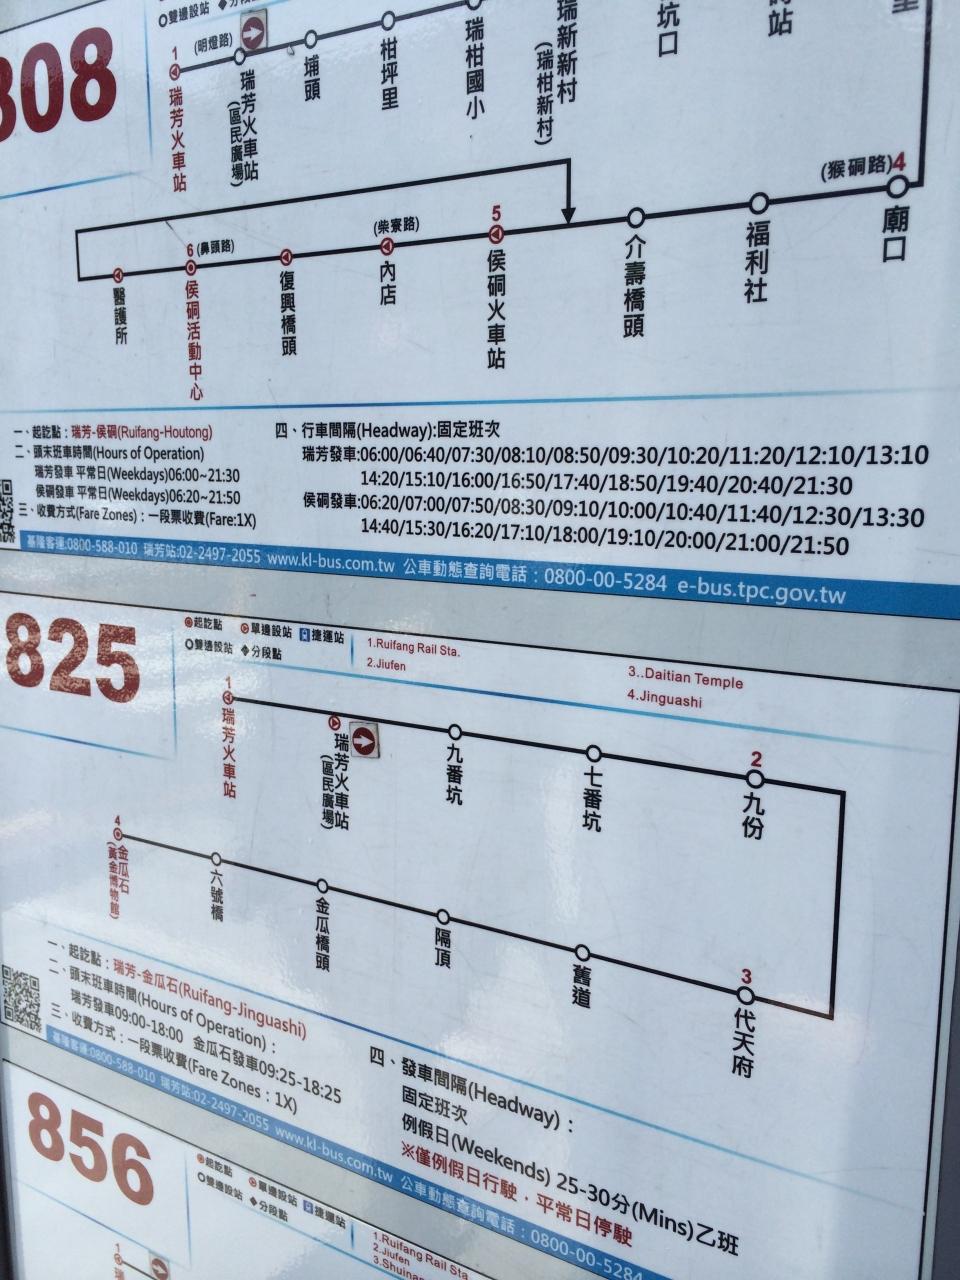 808
雙邊設站
1
(明燈路)
瑞芳火車站
瑞芳火車站
(區民廣場)
埔頭
柑坪里
瑞柑國小
瑞新新村
(瑞柑新村)
坑口
站
里
(猴硐路)
4
廟口
福利社
介壽橋頭
5
侯硐火車站
(柴寮路)
內店
復興橋頭
6
(鼻頭路)
侯硐活動中心
醫護所
一、起訖點：瑞芳-侯硐(Ruifang-Houtong)
二、頭末班車時間(Hours of Operation)
瑞芳發車 平常日(Weekdays)06:00~21:30
侯硐發車 平常日(Weekdays)06:20~21:50
三、收費方式(Fare Zones)：一段票收費(Fare:1X)
四、行車間隔(Headway):固定班次
瑞芳發車:06:00/06:40/07:30/08:10/08:50/09:30/10:20/11:20/12:10/13:10
14:20/15:10/16:00/16:50/17:40/18:50/19:40/20:40/21:30
侯硐發車:06:20/07:00/07:50/08:30/09:10/10:00/10:40/11:40/12:30/13:30
14:40/15:30/16:20/17:10/18:00/19:10/20:00/21:00/21:50
基隆客運:0800-588-010 瑞芳站:02-2497-2055 www.kl-bus.com.tw 公車動態查詢電話：0800-00-5284 e-bus.tpc.gov.tw
825
起訖點 單邊設站 捷運站
雙邊設站 分段點
1.Ruifang Rail Sta.
2.Jiufen
3..Daitian Temple
4.Jinguashi
1
瑞芳火車站
瑞芳火車站
(區民廣場)
九番坑
七番坑
2
九份
3
代天府
舊道
隔頂
金瓜橋頭
六號橋
4
金瓜石
(黃金博物館)
一、起訖點：瑞芳-金瓜石(Ruifang-Jinguashi)
二、頭末班車時間(Hours of Operation)：
瑞芳發車09:00-18:00 金瓜石發車09:25-18:25
三、收費方式：一段票收費(Fare Zones：1X)
四、發車間隔(Headway)：
固定班次
例假日(Weekends) 25-30分(Mins)乙班
※僅例假日行駛，平常日停駛
基隆客運:0800-588-010 瑞芳站:02-2497-2055 www.kl-bus.com.tw 公車動態查詢電話：0800-00-5284
856
起訖點 單邊設站 捷運站
雙邊設站 分段點
1.Ruifang Rail Sta.
2.Jiufen
1